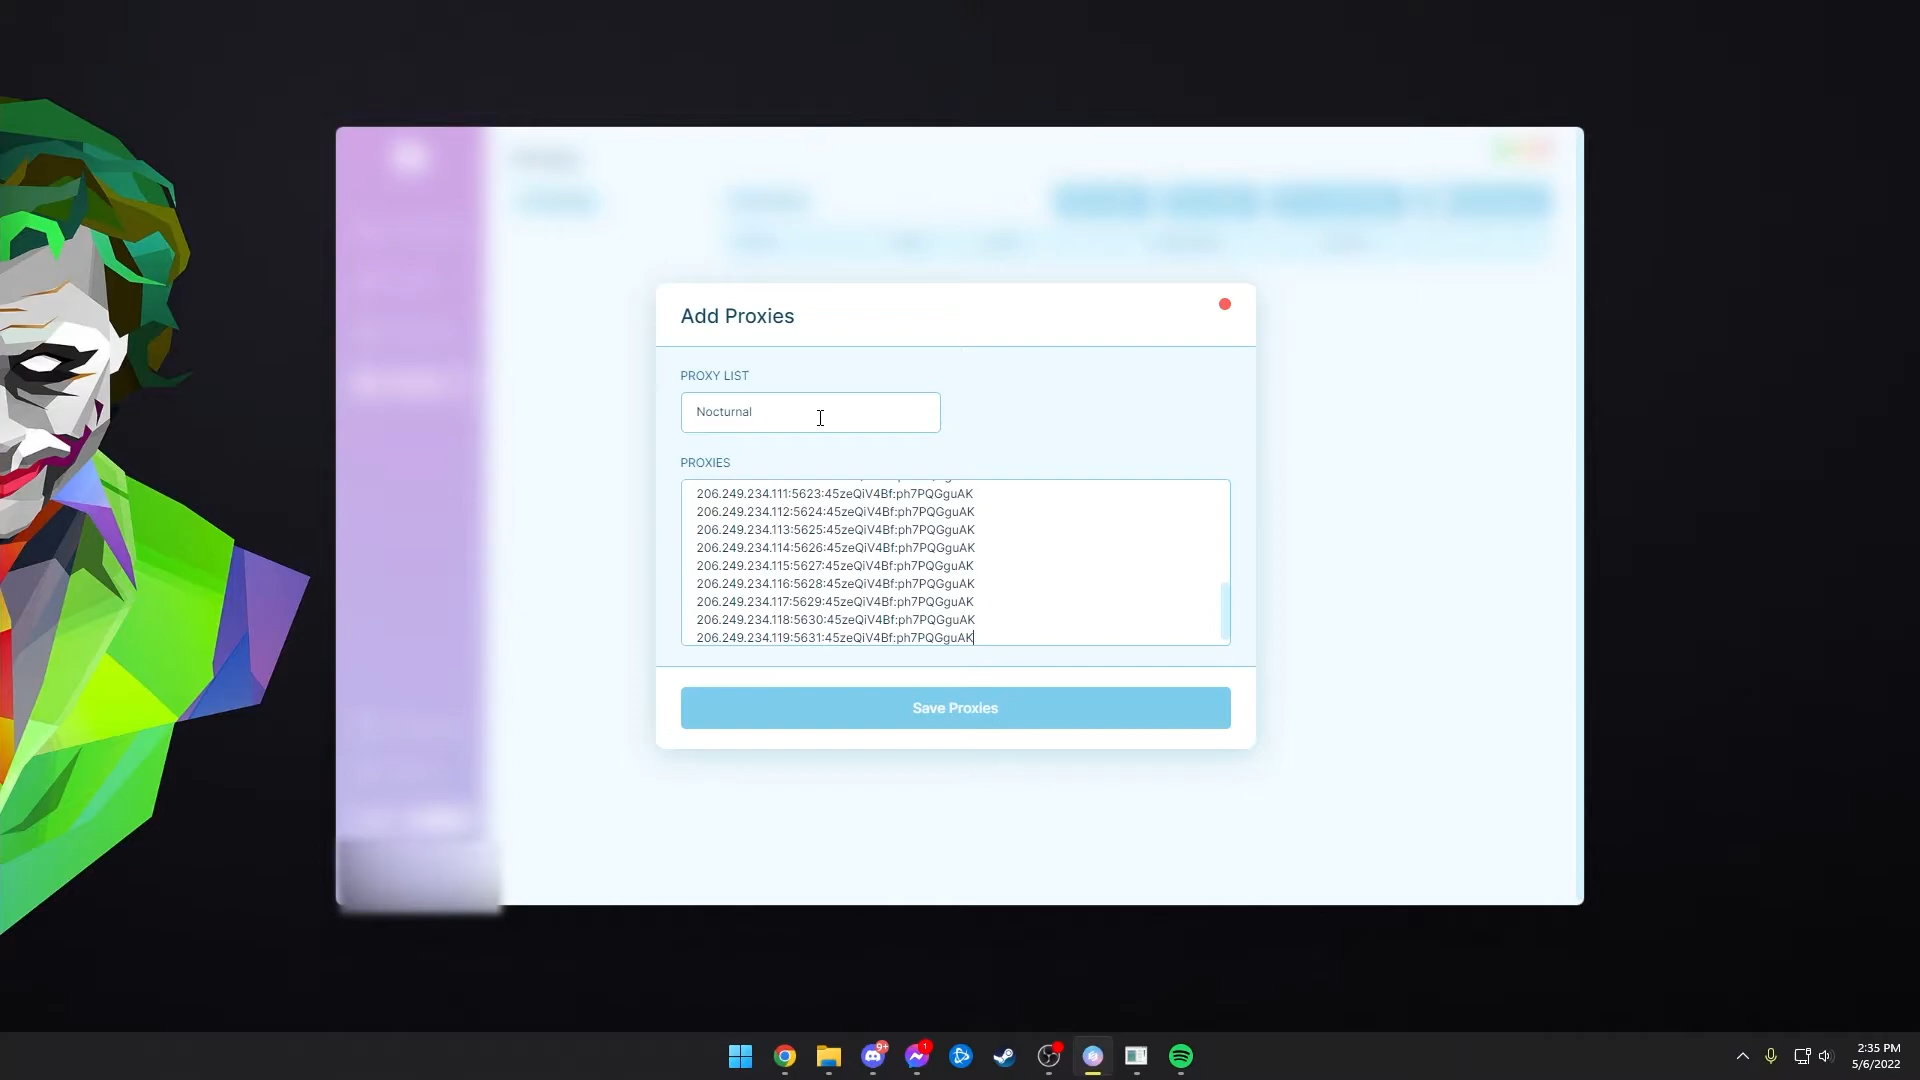 Add Proxies
PROXY LIST
Nocturnal
PROXIES
206.249.234.111:5623:45zeQiV4Bf:ph7PQGguAK
206.249.234.112:5624:45zeQiV4Bf:ph7PQGguAK
206.249.234.113:5625:45zeQiV4Bf:ph7PQGguAK
206.249.234.114:5626:45zeQiV4Bf:ph7PQGguAK
206.249.234.115:5627:45zeQiV4Bf:ph7PQGguAK
206.249.234.116:5628:45zeQiV4Bf:ph7PQGguAK
206.249.234.117:5629:45zeQiV4Bf:ph7PQGguAK
206.249.234.118:5630:45zeQiV4Bf:ph7PQGguAK
206.249.234.119:5631:45zeQiV4Bf:ph7PQGguAK
Save Proxies
9+
1
2:35 PM
5/6/2022